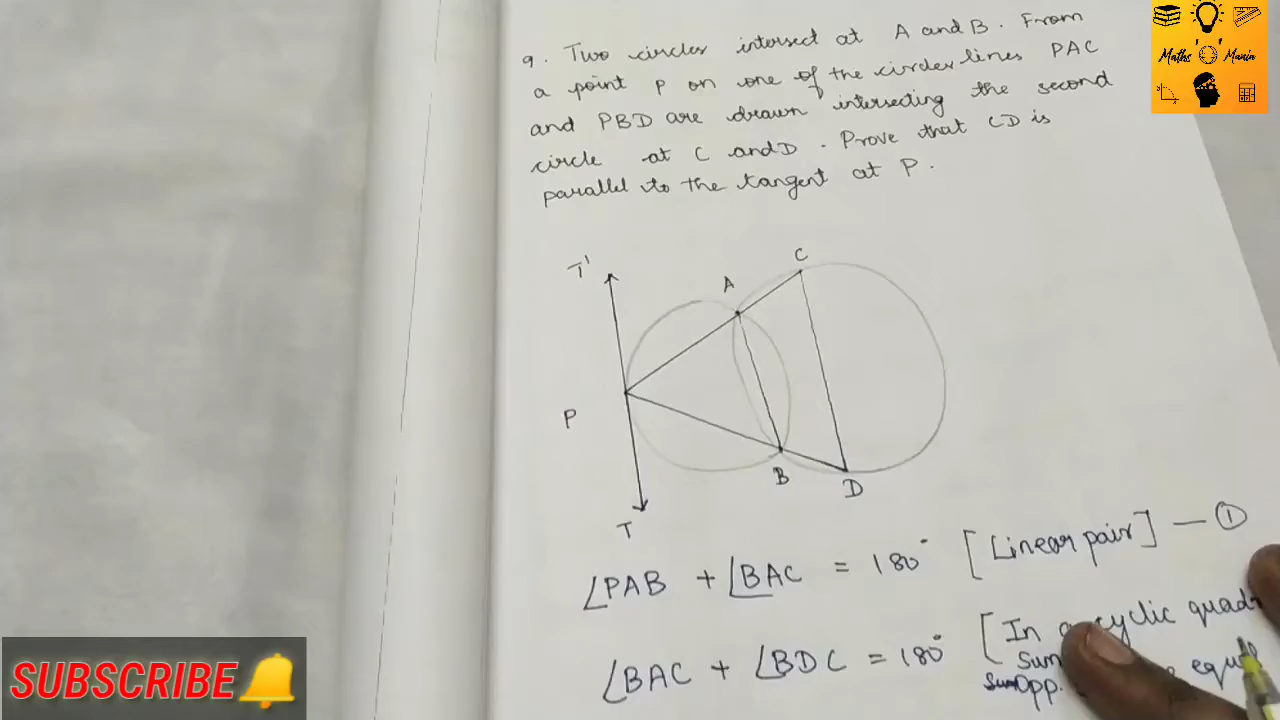 9. Two circles intersect at A and B. From
a point P on one of the circles lines PAC
and PBD are drawn intersecting the second
circle at C and D. Prove that CD is
parallel to the tangent at P.
Maths Mania
T'
C
A
P
B
D
T
∠PAB + ∠BAC = 180° [Linear pair] — ①
∠BAC + ∠BDC = 180° [In a cyclic quad
Sum
Opp.
SUBSCRIBE